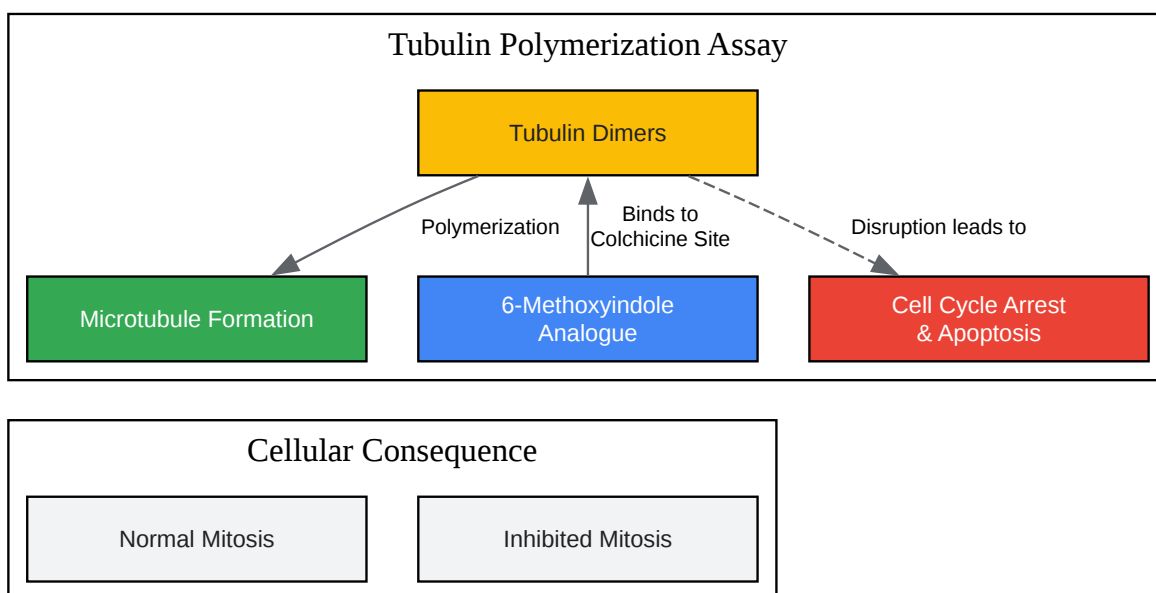 Tubulin Polymerization Assay
Tubulin Dimers
Polymerization
Binds to
Colchicine Site
Disruption leads to
Microtubule Formation
6-Methoxyindole
Analogue
Cell Cycle Arrest
& Apoptosis
Cellular Consequence
Normal Mitosis
Inhibited Mitosis